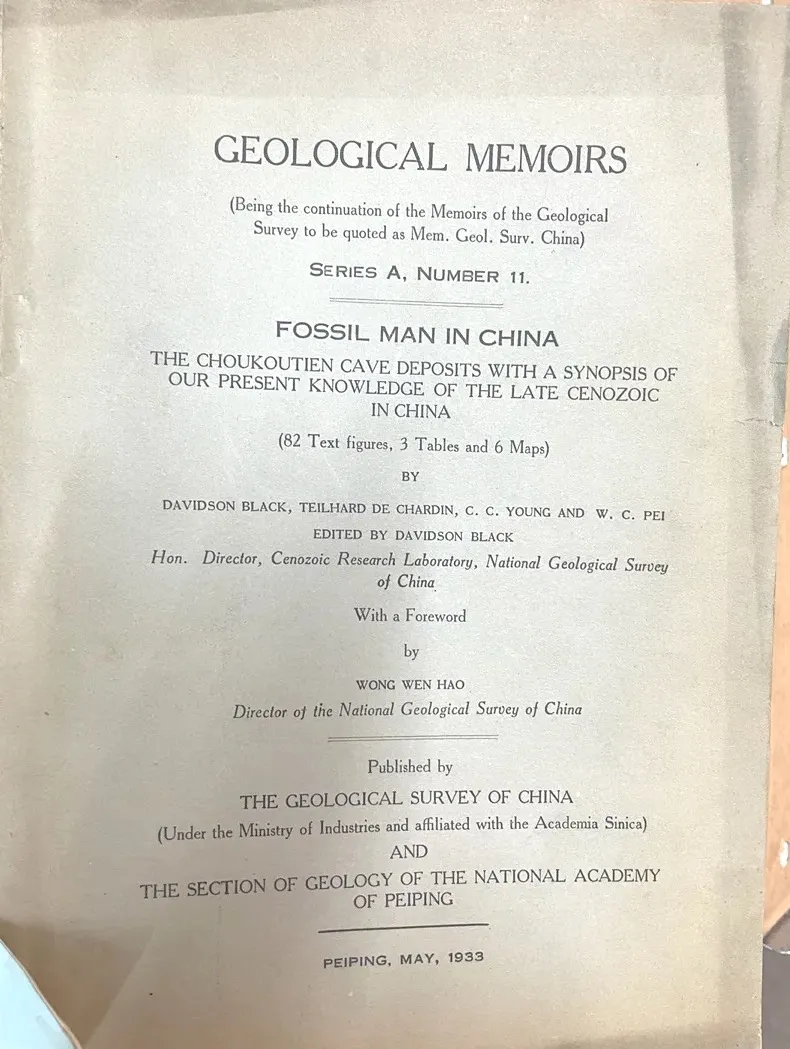 GEOLOGICAL MEMOIRS
(Being the continuation of the Memoirs of the Geological
Survey to be quoted as Mem. Geol. Surv. China)
SERIES A, NUMBER 11.
FOSSIL MAN IN CHINA
THE CHOUKOUTIEN CAVE DEPOSITS WITH A SYNOPSIS OF
OUR PRESENT KNOWLEDGE OF THE LATE CENOZOIC
IN CHINA
(82 Text figures, 3 Tables and 6 Maps)
BY
DAVIDSON BLACK, TEILHARD DE CHARDIN, C. C. YOUNG AND W. C. PEI
EDITED BY DAVIDSON BLACK
Hon. Director, Cenozoic Research Laboratory, National Geological Survey
of China
With a Foreword
by
WONG WEN HAO
Director of the National Geological Survey of China
Published by
THE GEOLOGICAL SURVEY OF CHINA
(Under the Ministry of Industries and affiliated with the Academia Sinica)
AND
THE SECTION OF GEOLOGY OF THE NATIONAL ACADEMY
OF PEIPING
PEIPING, MAY, 1933